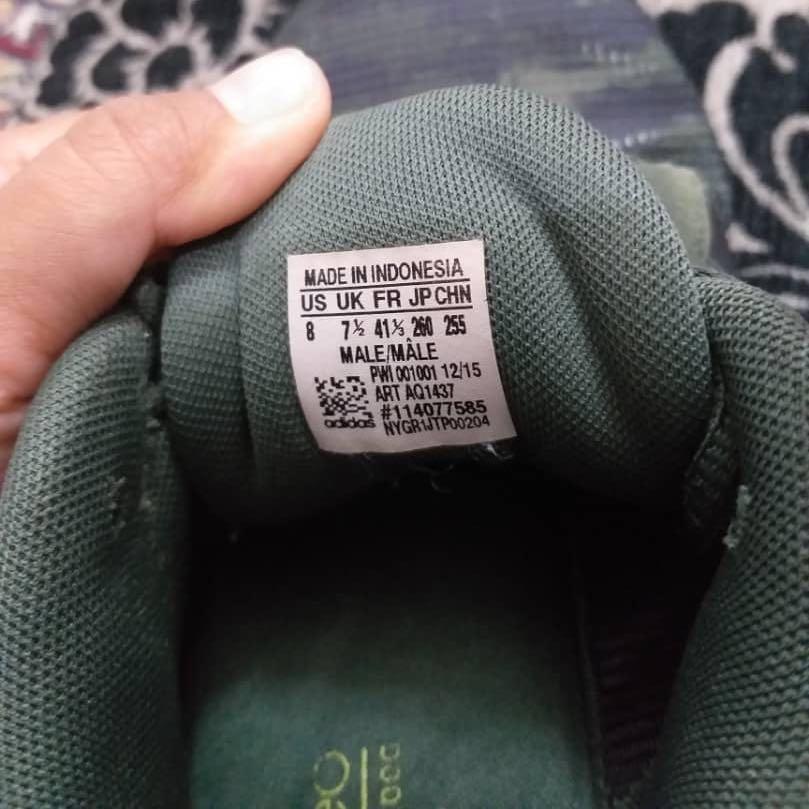 MADE IN INDONESIA
US UK FR JP CHN
8 7½ 41⅓ 260 255
MALE/MÂLE
PWI 001001 12/15
ART AQ1437
#114077585
adidas NYGR1JTP00204